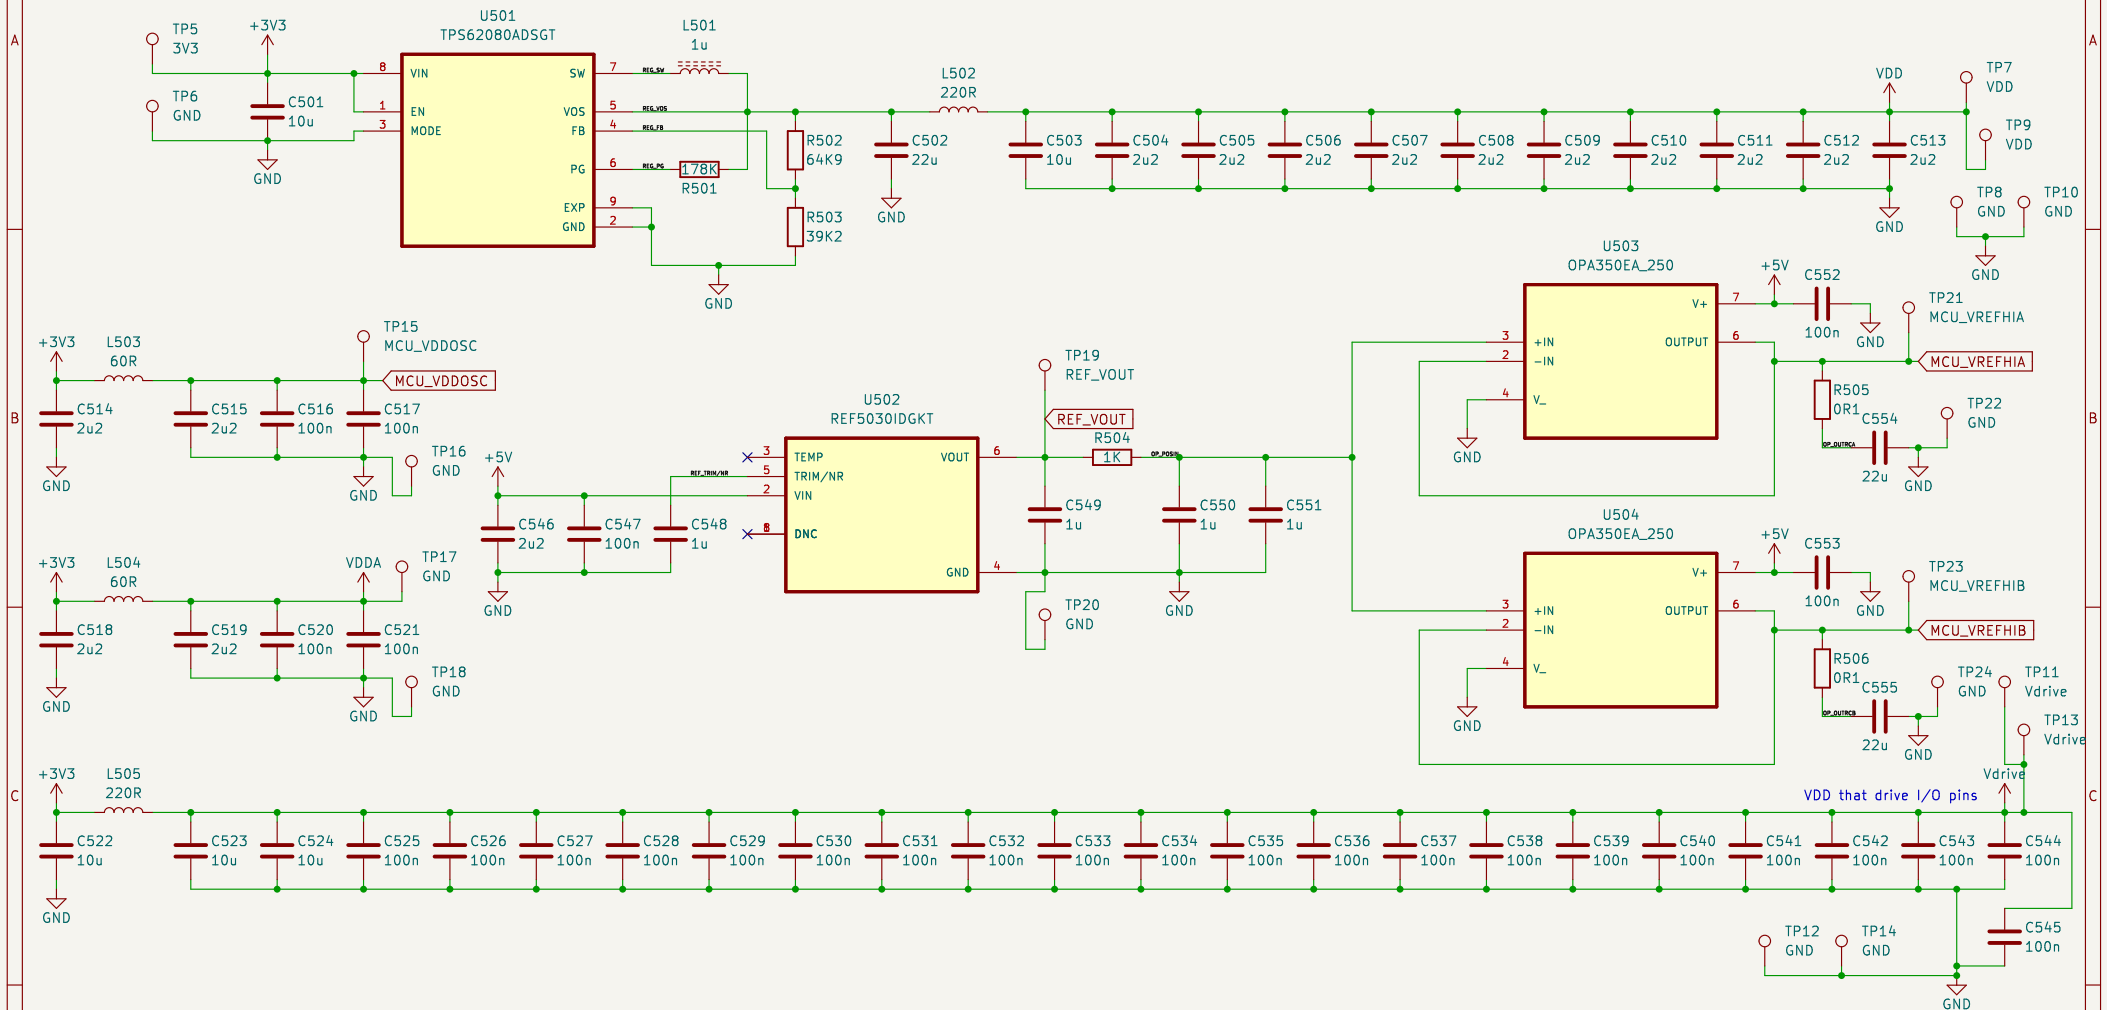 A
A
B
B
C
C
TP5
3V3
+3V3
TP6
GND
C501
10u
GND
U501
TPS62080ADSGT
8 VIN
1 EN
3 MODE
SW 7
VOS 5
FB 4
PG 6
EXP 9
GND 2
REG_SW
REG_VOS
REG_FB
REG_PG
L501
1u
178K
R501
R502
64K9
R503
39K2
GND
C502
22u
GND
L502
220R
C503
10u
C504
2u2
C505
2u2
C506
2u2
C507
2u2
C508
2u2
C509
2u2
C510
2u2
C511
2u2
C512
2u2
C513
2u2
VDD
GND
TP7
VDD
TP9
VDD
TP8
GND
TP10
GND
GND
+3V3
L503
60R
TP15
MCU_VDDOSC
MCU_VDDOSC
C514
2u2
C515
2u2
C516
100n
C517
100n
GND
GND
TP16
GND
+3V3
L504
60R
VDDA
TP17
GND
C518
2u2
C519
2u2
C520
100n
C521
100n
GND
GND
TP18
GND
+5V
C546
2u2
C547
100n
C548
1u
GND
REF_TRIM/NR
U502
REF5030IDGKT
3 TEMP
5 TRIM/NR
2 VIN
DNC
VOUT 6
GND 4
TP19
REF_VOUT
REF_VOUT
R504
1K
OP_POSIN
C549
1u
C550
1u
C551
1u
GND
TP20
GND
U503
OPA350EA_250
3 +IN
2 -IN
4 V_
V+ 7
OUTPUT 6
GND
+5V
C552
100n
GND
TP21
MCU_VREFHIA
MCU_VREFHIA
R505
0R1
OP_OUTRCA
C554
22u
GND
TP22
GND
U504
OPA350EA_250
3 +IN
2 -IN
4 V_
V+ 7
OUTPUT 6
GND
+5V
C553
100n
GND
TP23
MCU_VREFHIB
MCU_VREFHIB
R506
0R1
OP_OUTRCB
C555
22u
GND
TP24
GND
TP11
Vdrive
TP13
Vdrive
Vdrive
VDD that drive I/O pins
+3V3
L505
220R
C522
10u
GND
C523
10u
C524
10u
C525
100n
C526
100n
C527
100n
C528
100n
C529
100n
C530
100n
C531
100n
C532
100n
C533
100n
C534
100n
C535
100n
C536
100n
C537
100n
C538
100n
C539
100n
C540
100n
C541
100n
C542
100n
C543
100n
C544
100n
C545
100n
TP12
GND
TP14
GND
GND